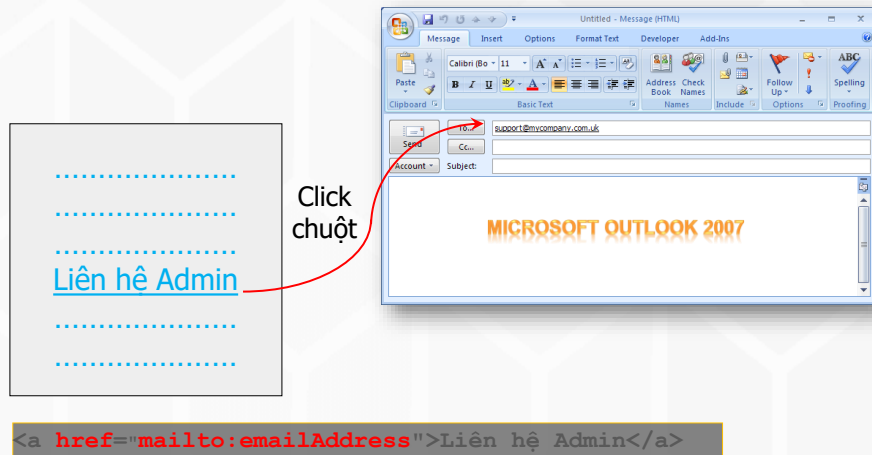 Untitled - Message (HTML)
Message Insert Options Format Text Developer Add-Ins
Paste
Clipboard
Calibri (Bo 11
B I U
Basic Text
Address Book
Check Names
Names
Include
Follow Up
Options
ABC
Spelling
Proofing
Send
Account
To...
support@mycompany.com.uk
Cc...
Subject:
MICROSOFT OUTLOOK 2007
....................
....................
....................
Liên hệ Admin
....................
....................
Click
chuột
<a href="mailto:emailAddress">Liên hệ Admin</a>